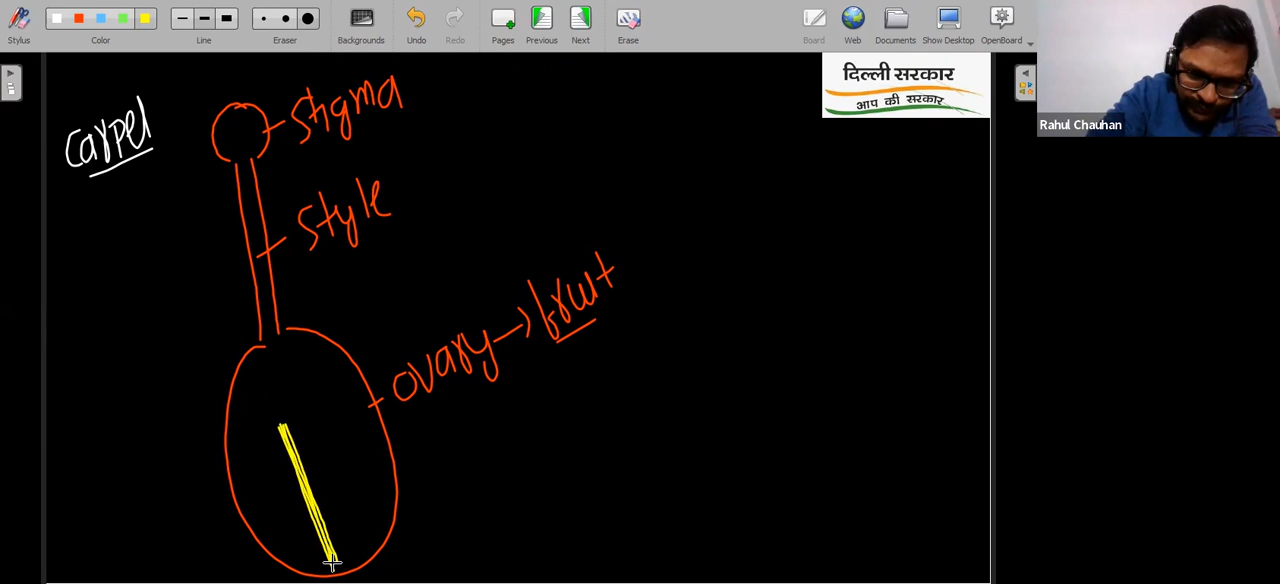 Stylus
Color
Line
Eraser
Backgrounds
Undo
Redo
Pages
Previous
Next
Erase
Board
Web
Documents
Show Desktop
OpenBoard
दिल्ली सरकार
आप की सरकार
Rahul Chauhan
Carpel
Stigma
Style
ovary → fruit